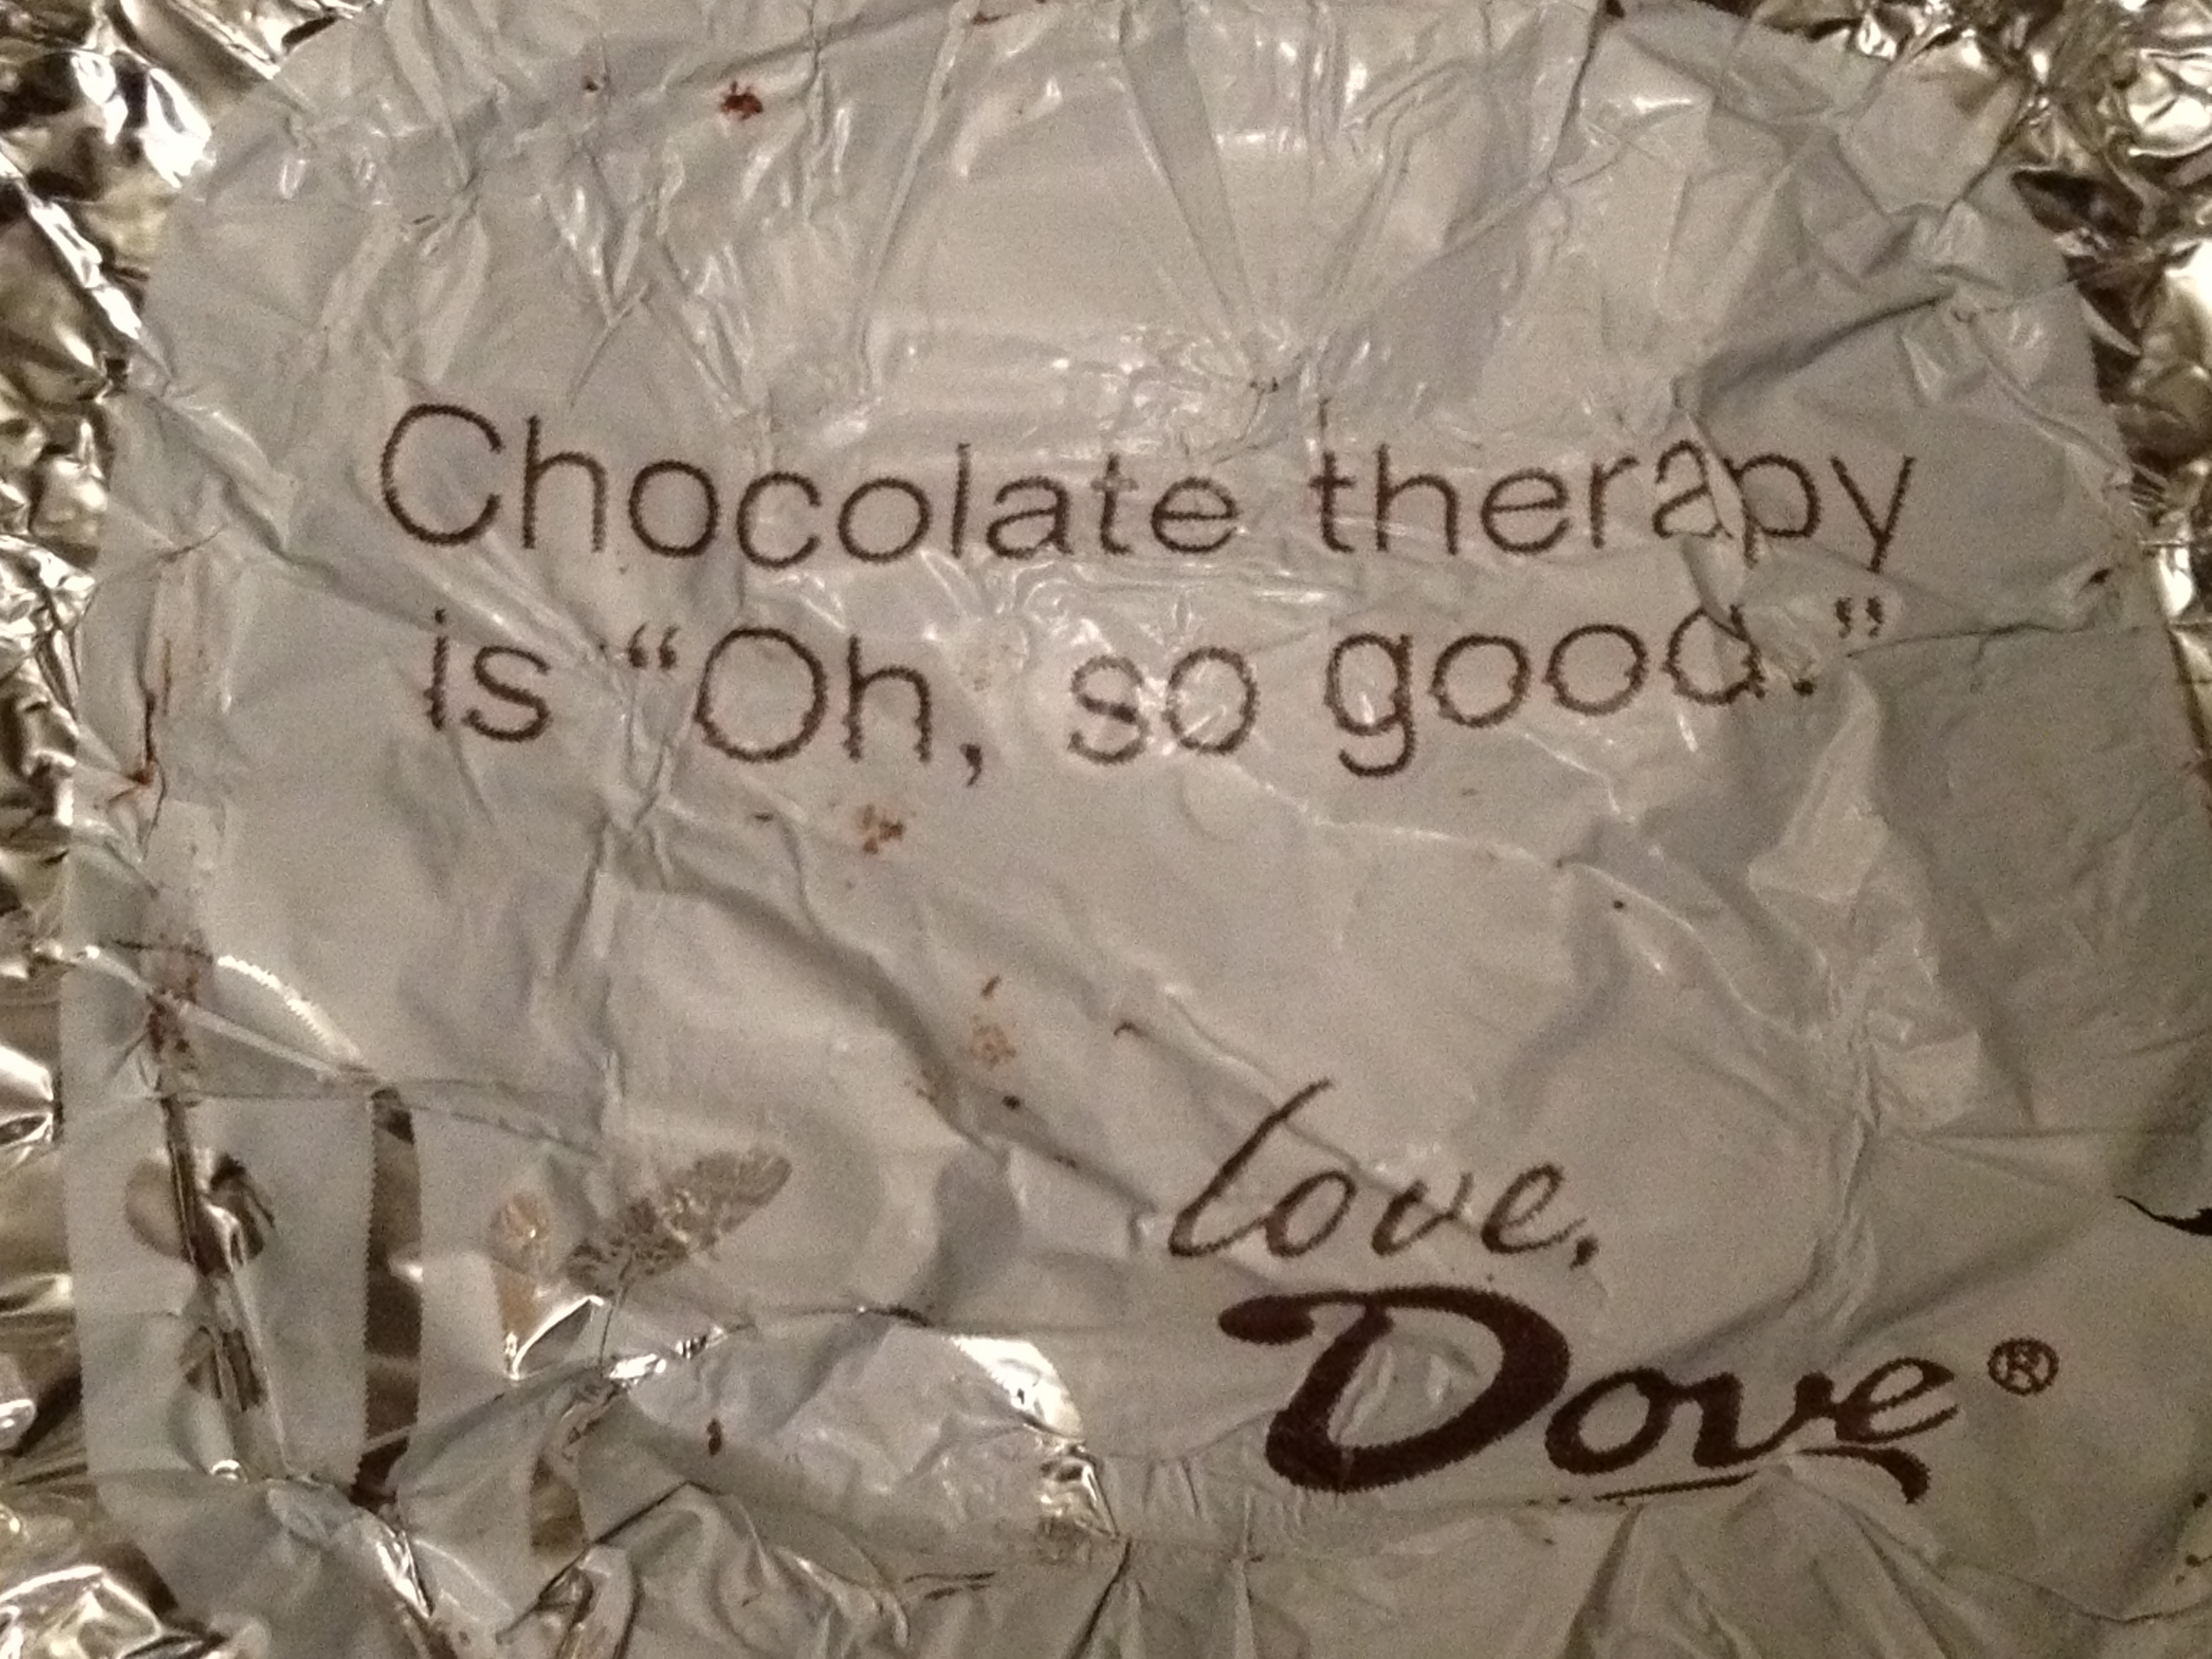 Chocolate therapy
is “Oh, so good.”
love,
Dove®